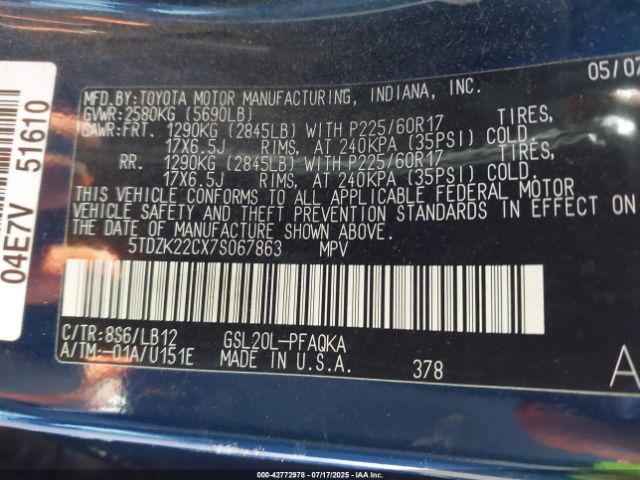 04E7V 51610
05/07
MFD.BY:TOYOTA MOTOR MANUFACTURING, INDIANA, INC.
GVWR:2580KG (5690LB)
GAWR:FRT. 1290KG (2845LB) WITH P225/60R17 TIRES,
17X6.5J RIMS, AT 240KPA (35PSI) COLD.
RR. 1290KG (2845LB) WITH P225/60R17 TIRES,
17X6.5J RIMS, AT 240KPA (35PSI) COLD.
THIS VEHICLE CONFORMS TO ALL APPLICABLE FEDERAL MOTOR
VEHICLE SAFETY AND THEFT PREVENTION STANDARDS IN EFFECT ON
THE DATE OF MANUFACTURE SHOWN ABOVE.
5TDZK22CX7S067863 MPV
C/TR:8S6/LB12 GSL20L-PFAQKA
A/TM:-01A/U151E MADE IN U.S.A. 378
A
000-42772978 - 07/17/2025 - IAA Inc.